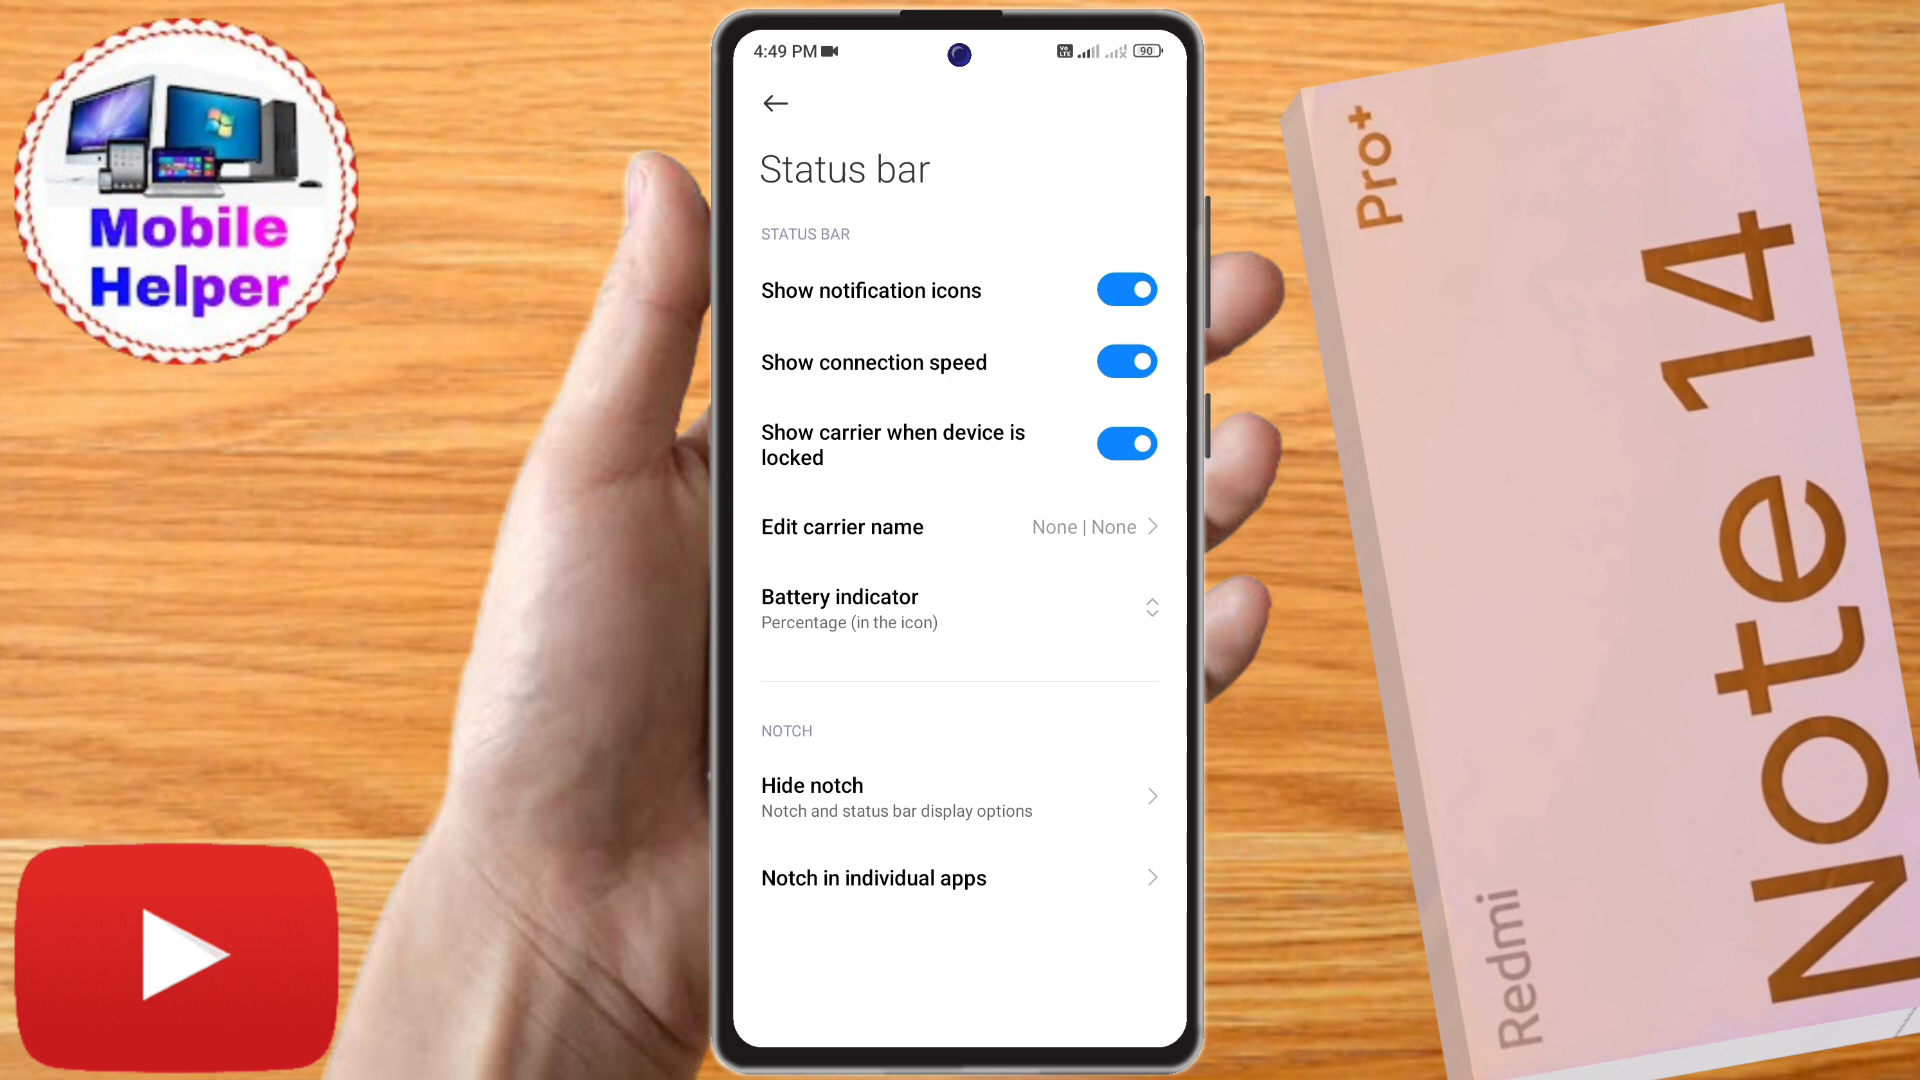 Mobile
Helper
4:49 PM
Vo
LTE
90
Status bar
STATUS BAR
Show notification icons
Show connection speed
Show carrier when device is
locked
Edit carrier name
None | None
Battery indicator
Percentage (in the icon)
NOTCH
Hide notch
Notch and status bar display options
Notch in individual apps
Redmi
Note 14
Pro+